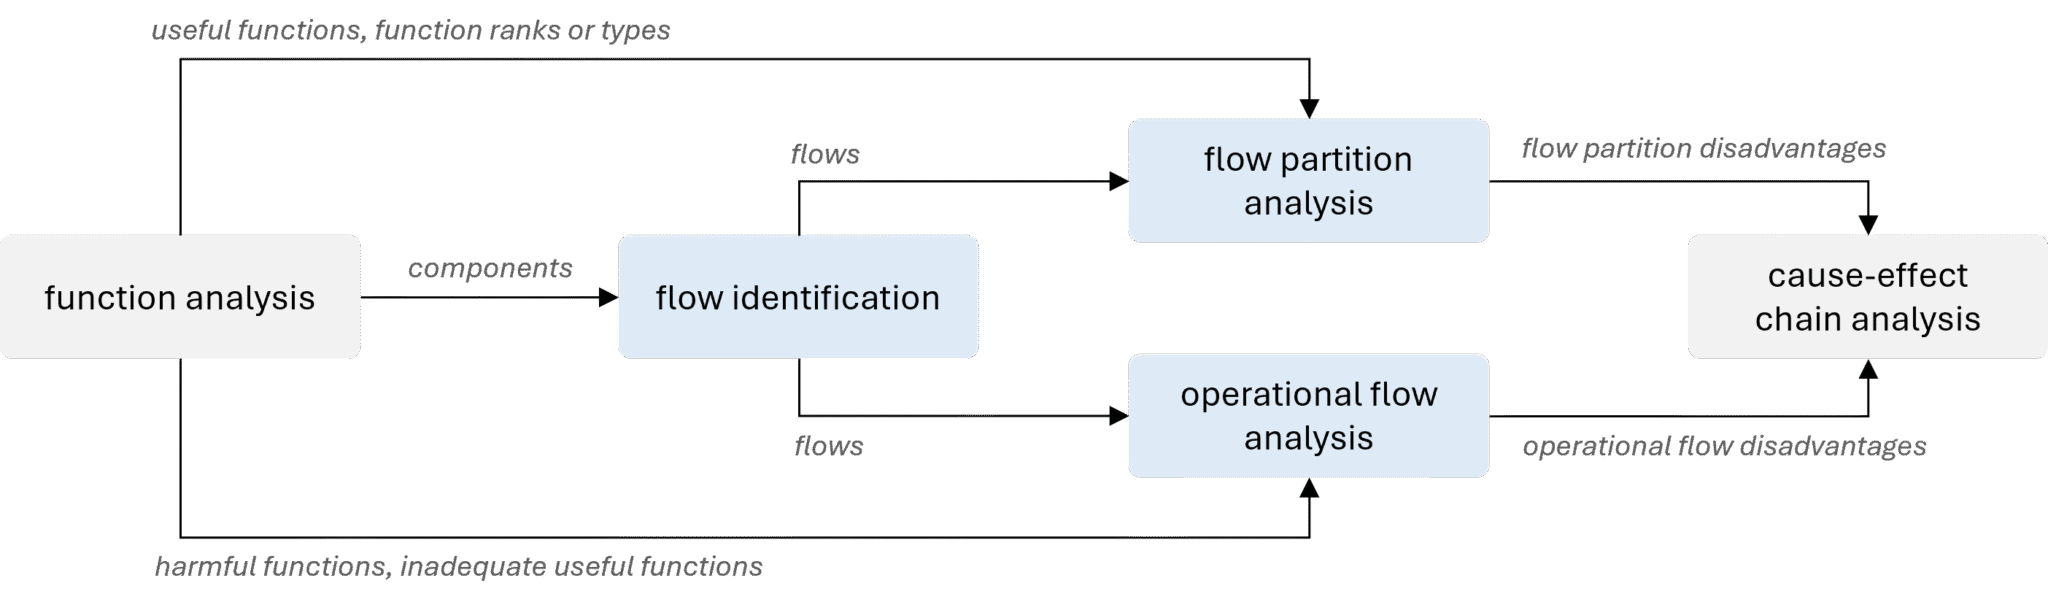 useful functions, function ranks or types
flows
flow partition
analysis
flow partition disadvantages
function analysis
components
flow identification
cause-effect
chain analysis
operational flow
analysis
flows
operational flow disadvantages
harmful functions, inadequate useful functions